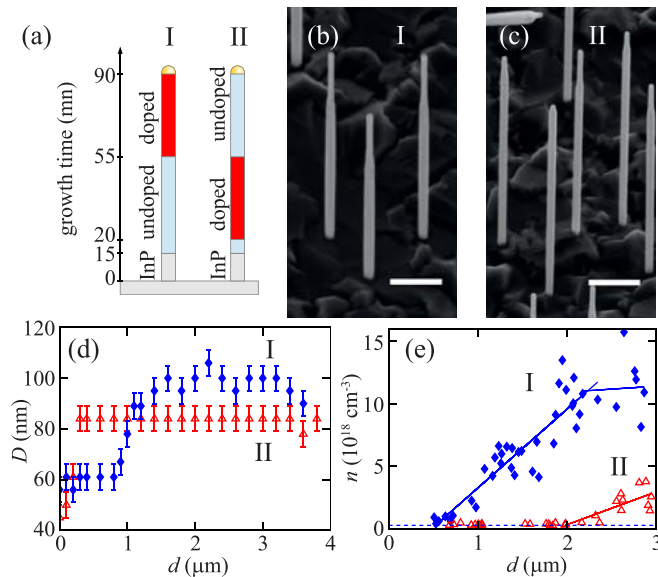 (a)
I
II
growth time (mn)
90
55
20
15
0
doped
undoped
InP
undoped
doped
InP
(b)
I
(c)
II
(d)
I
II
D (nm)
120
100
80
60
40
0
1
2
3
4
d (μm)
(e)
I
II
n (10¹⁸ cm⁻³)
15
10
5
0
0
1
2
3
d (μm)